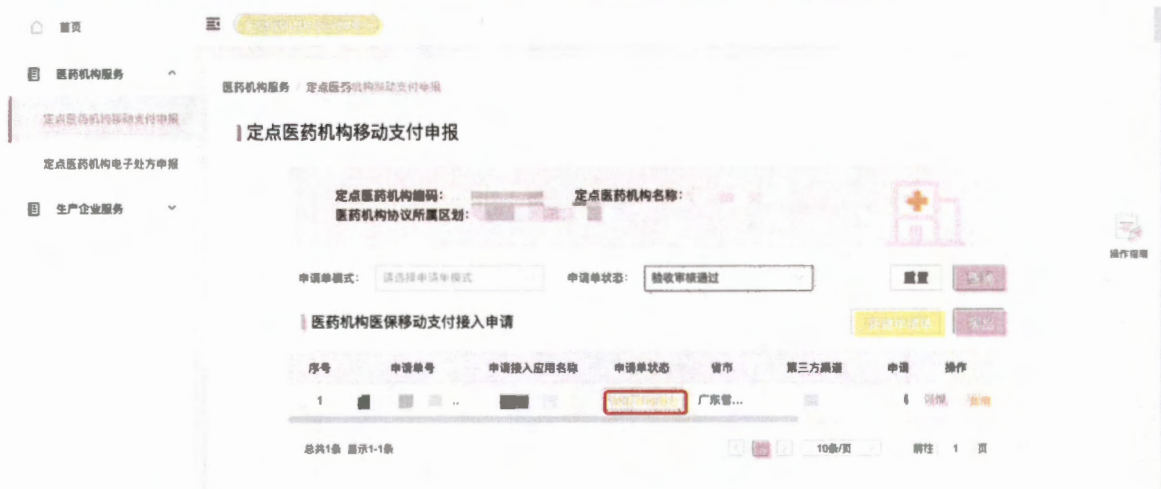 首页
医药机构服务
定点医药机构移动支付申报
定点医药机构电子处方申报
生产企业服务
医药机构服务 / 定点医药机构移动支付申报
定点医药机构移动支付申报
定点医药机构编码： 定点医药机构名称：
医药机构协议所属区划：
操作指南
申请单模式： 请选择申请单模式 申请单状态： 验收审核通过 重置
医药机构医保移动支付接入申请
序号 申请单号 申请接入应用名称 申请单状态 省市 第三方渠道 申请 操作
1 .. 广东省...
总共1条 显示1-1条 10条/页 前往 1 页